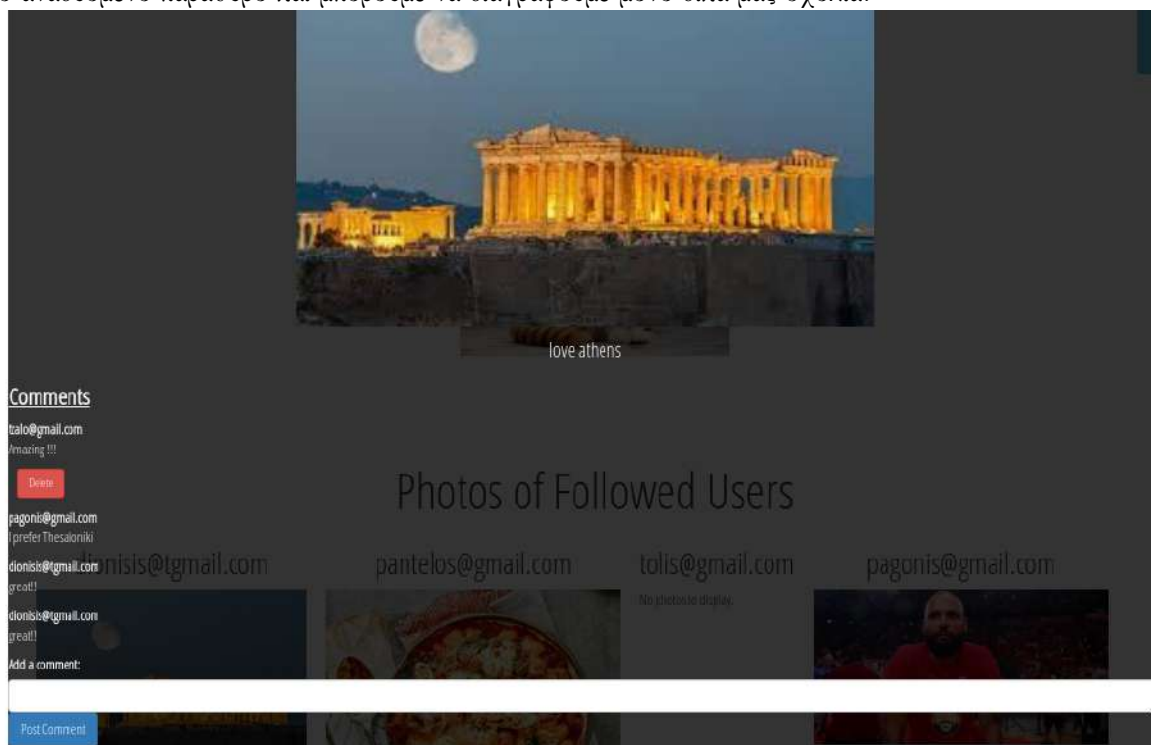 love athens
Comments
tzalo@gmail.com
Amazing !!!
Delete
Photos of Followed Users
pagonis@gmail.com
I prefer Thesaloniki
dionisis@tgmail.com
pantelos@gmail.com
tolis@gmail.com
pagonis@gmail.com
dionisis@tgmail.com
great!!
No photos to display.
dionisis@tgmail.com
great!!
Add a comment:
Post Comment